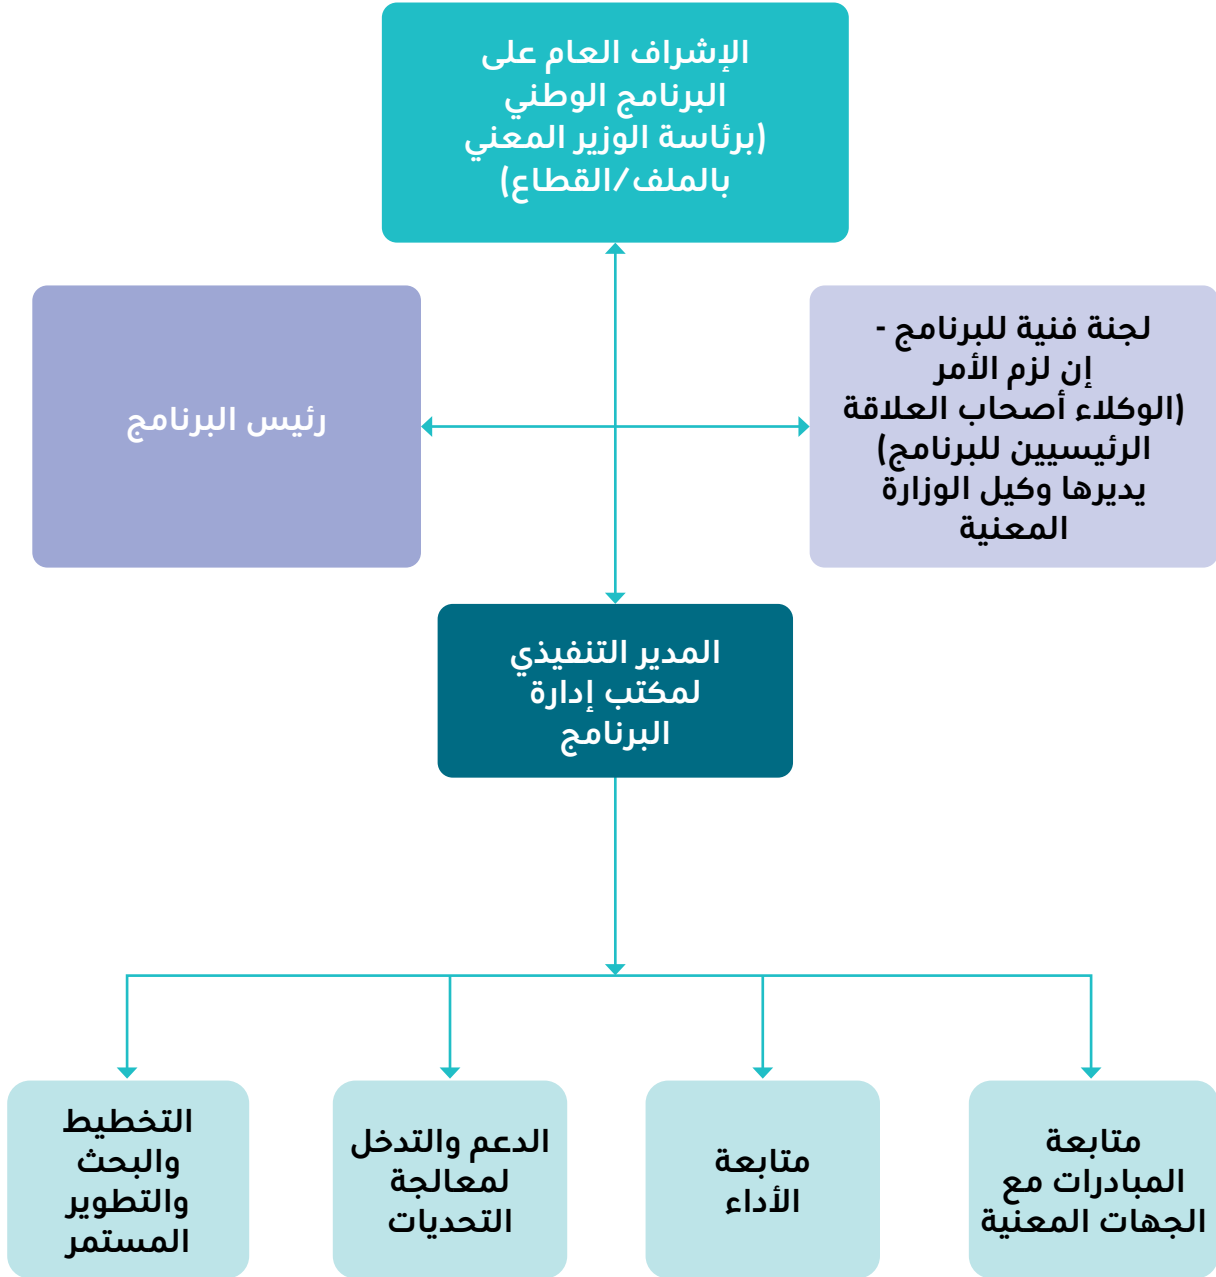 الإشراف العام على
البرنامج الوطني
(برئاسة الوزير المعني
بالملف/القطاع)
لجنة فنية للبرنامج -
إن لزم الأمر
(الوكلاء أصحاب العلاقة
الرئيسيين للبرنامج)
يديرها وكيل الوزارة
المعنية
رئيس البرنامج
المدير التنفيذي
لمكتب إدارة
البرنامج
متابعة
المبادرات مع
الجهات المعنية
متابعة
الأداء
الدعم والتدخل
لمعالجة
التحديات
التخطيط
والبحث
والتطوير
المستمر